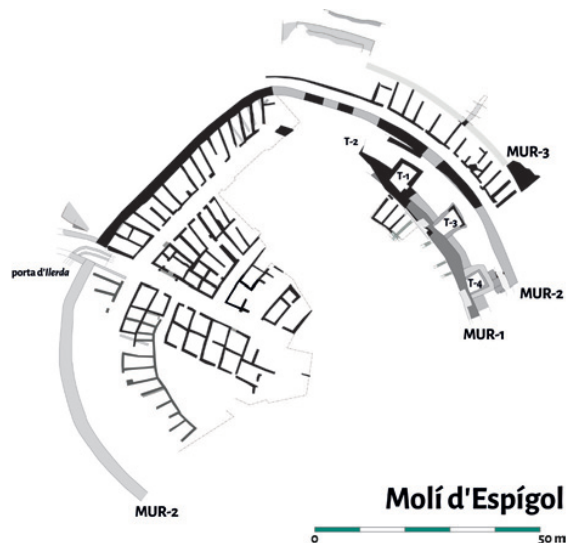 T-2
T-1
MUR-3
T-3
porta d'Ilerda
T-4
MUR-2
MUR-1
MUR-2
Molí d'Espígol
0 50 m